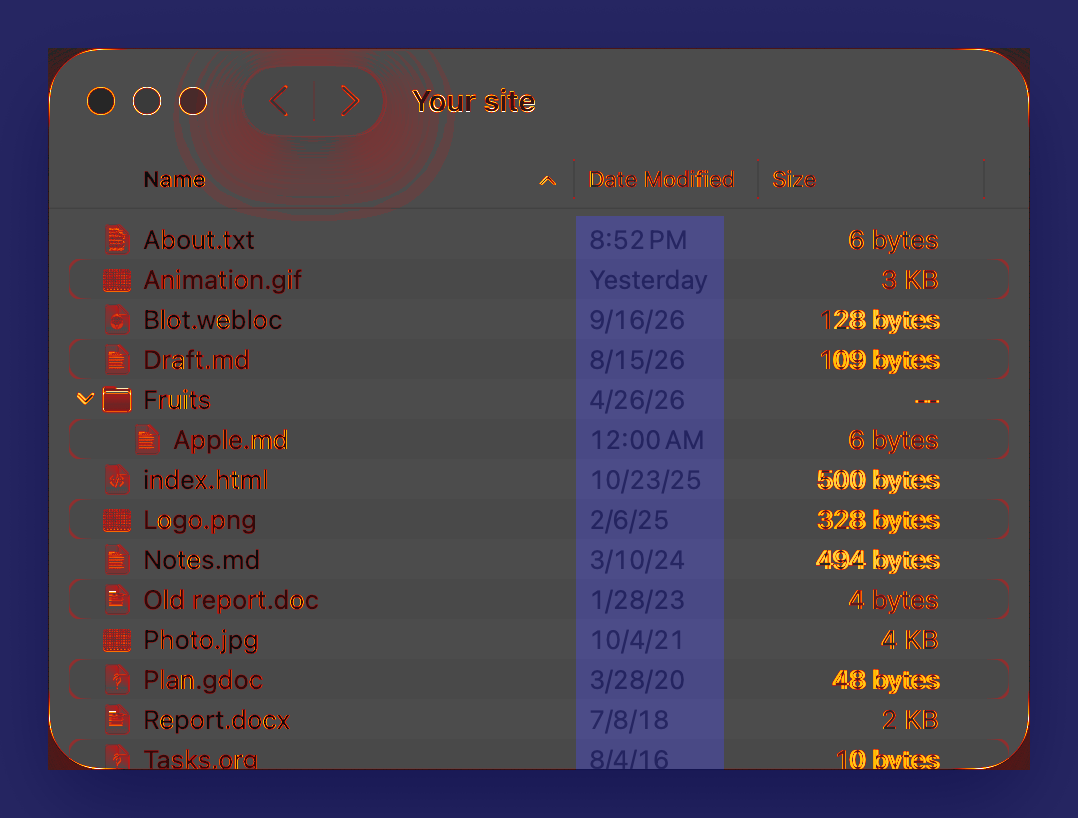 Your site
Name Date Modified Size
About.txt 8:52 PM 6 bytes
Animation.gif Yesterday 3 KB
Blot.webloc 9/16/26 128 bytes
Draft.md 8/15/26 109 bytes
Fruits 4/26/26 --
Apple.md 12:00 AM 6 bytes
index.html 10/23/25 500 bytes
Logo.png 2/6/25 328 bytes
Notes.md 3/10/24 494 bytes
Old report.doc 1/28/23 4 bytes
Photo.jpg 10/4/21 4 KB
Plan.gdoc 3/28/20 48 bytes
Report.docx 7/8/18 2 KB
Tasks.org 8/4/16 10 bytes